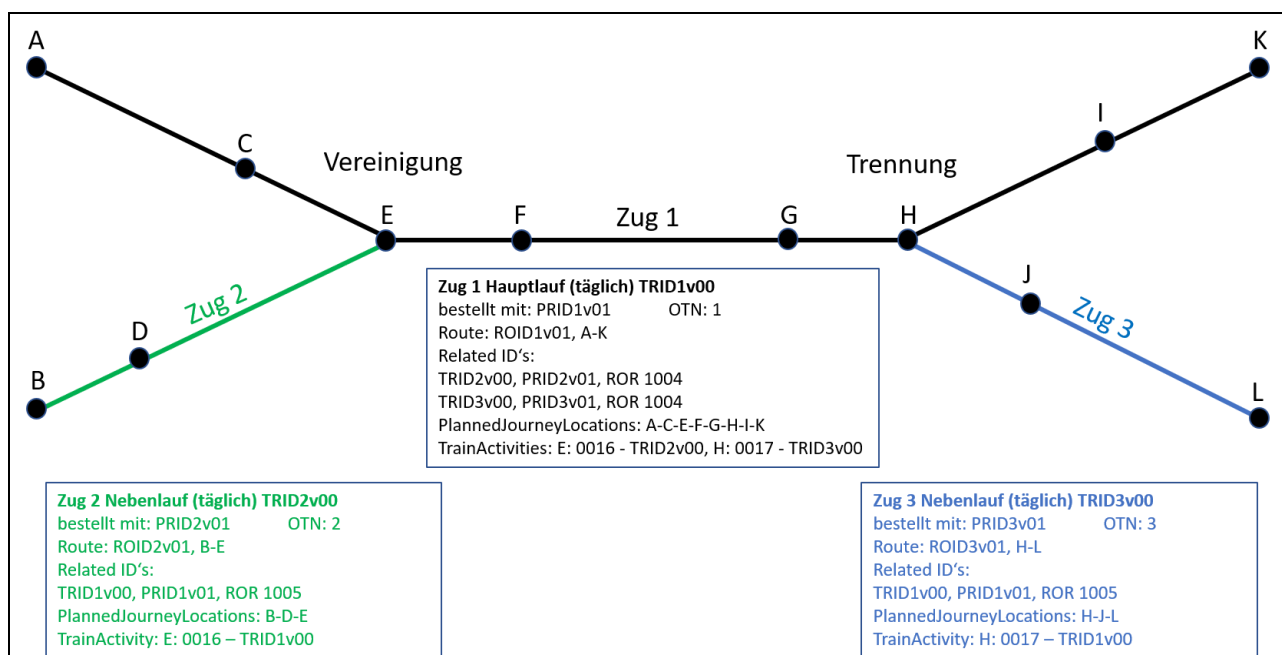 A
K
C
I
Vereinigung
Trennung
E
F
Zug 1
G
H
Zug 2
D
J
Zug 3
B
L
Zug 1 Hauptlauf (täglich) TRID1v00
bestellt mit: PRID1v01 OTN: 1
Route: ROID1v01, A-K
Related ID‘s:
TRID2v00, PRID2v01, ROR 1004
TRID3v00, PRID3v01, ROR 1004
PlannedJourneyLocations: A-C-E-F-G-H-I-K
TrainActivities: E: 0016 - TRID2v00, H: 0017 - TRID3v00
Zug 2 Nebenlauf (täglich) TRID2v00
bestellt mit: PRID2v01 OTN: 2
Route: ROID2v01, B-E
Related ID‘s:
TRID1v00, PRID1v01, ROR 1005
PlannedJourneyLocations: B-D-E
TrainActivity: E: 0016 – TRID1v00
Zug 3 Nebenlauf (täglich) TRID3v00
bestellt mit: PRID3v01 OTN: 3
Route: ROID3v01, H-L
Related ID‘s:
TRID1v00, PRID1v01, ROR 1005
PlannedJourneyLocations: H-J-L
TrainActivity: H: 0017 – TRID1v00